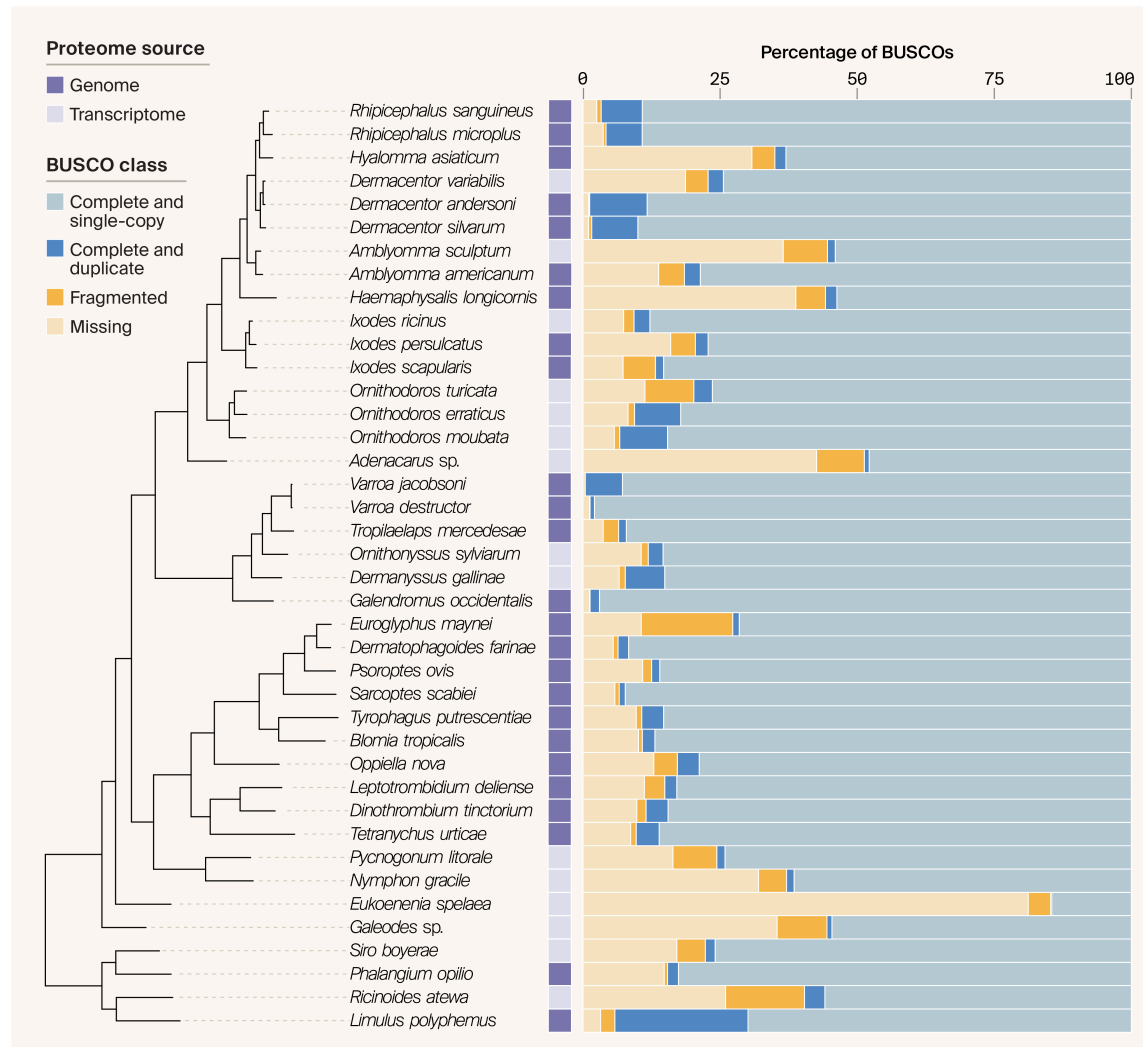 Proteome source
Genome
Transcriptome
BUSCO class
Complete and
single-copy
Complete and
duplicate
Fragmented
Missing
Percentage of BUSCOs
0 25 50 75 100
Rhipicephalus sanguineus
Rhipicephalus microplus
Hyalomma asiaticum
Dermacentor variabilis
Dermacentor andersoni
Dermacentor silvarum
Amblyomma sculptum
Amblyomma americanum
Haemaphysalis longicornis
Ixodes ricinus
Ixodes persulcatus
Ixodes scapularis
Ornithodoros turicata
Ornithodoros erraticus
Ornithodoros moubata
Adenacarus sp.
Varroa jacobsoni
Varroa destructor
Tropilaelaps mercedesae
Ornithonyssus sylviarum
Dermanyssus gallinae
Galendromus occidentalis
Euroglyphus maynei
Dermatophagoides farinae
Psoroptes ovis
Sarcoptes scabiei
Tyrophagus putrescentiae
Blomia tropicalis
Oppiella nova
Leptotrombidium deliense
Dinothrombium tinctorium
Tetranychus urticae
Pycnogonum litorale
Nymphon gracile
Eukoenenia spelaea
Galeodes sp.
Siro boyerae
Phalangium opilio
Ricinoides atewa
Limulus polyphemus